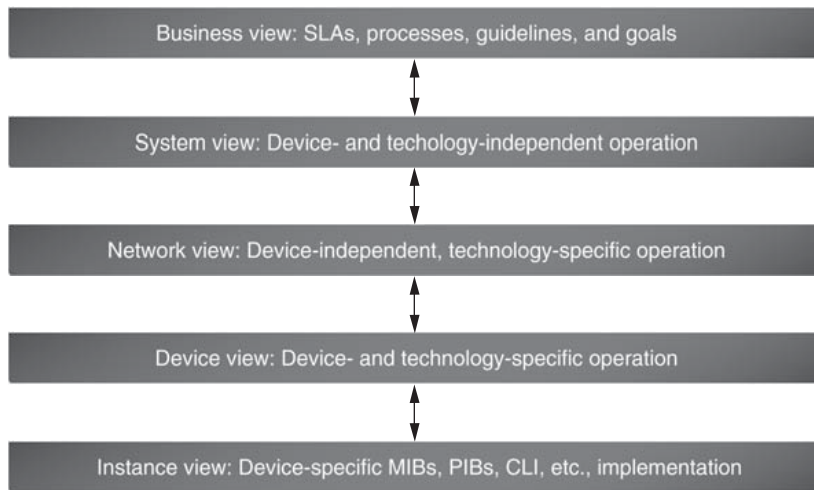 Business view: SLAs, processes, guidelines, and goals
System view: Device- and techology-independent operation
Network view: Device-independent, technology-specific operation
Device view: Device- and technology-specific operation
Instance view: Device-specific MIBs, PIBs, CLI, etc., implementation